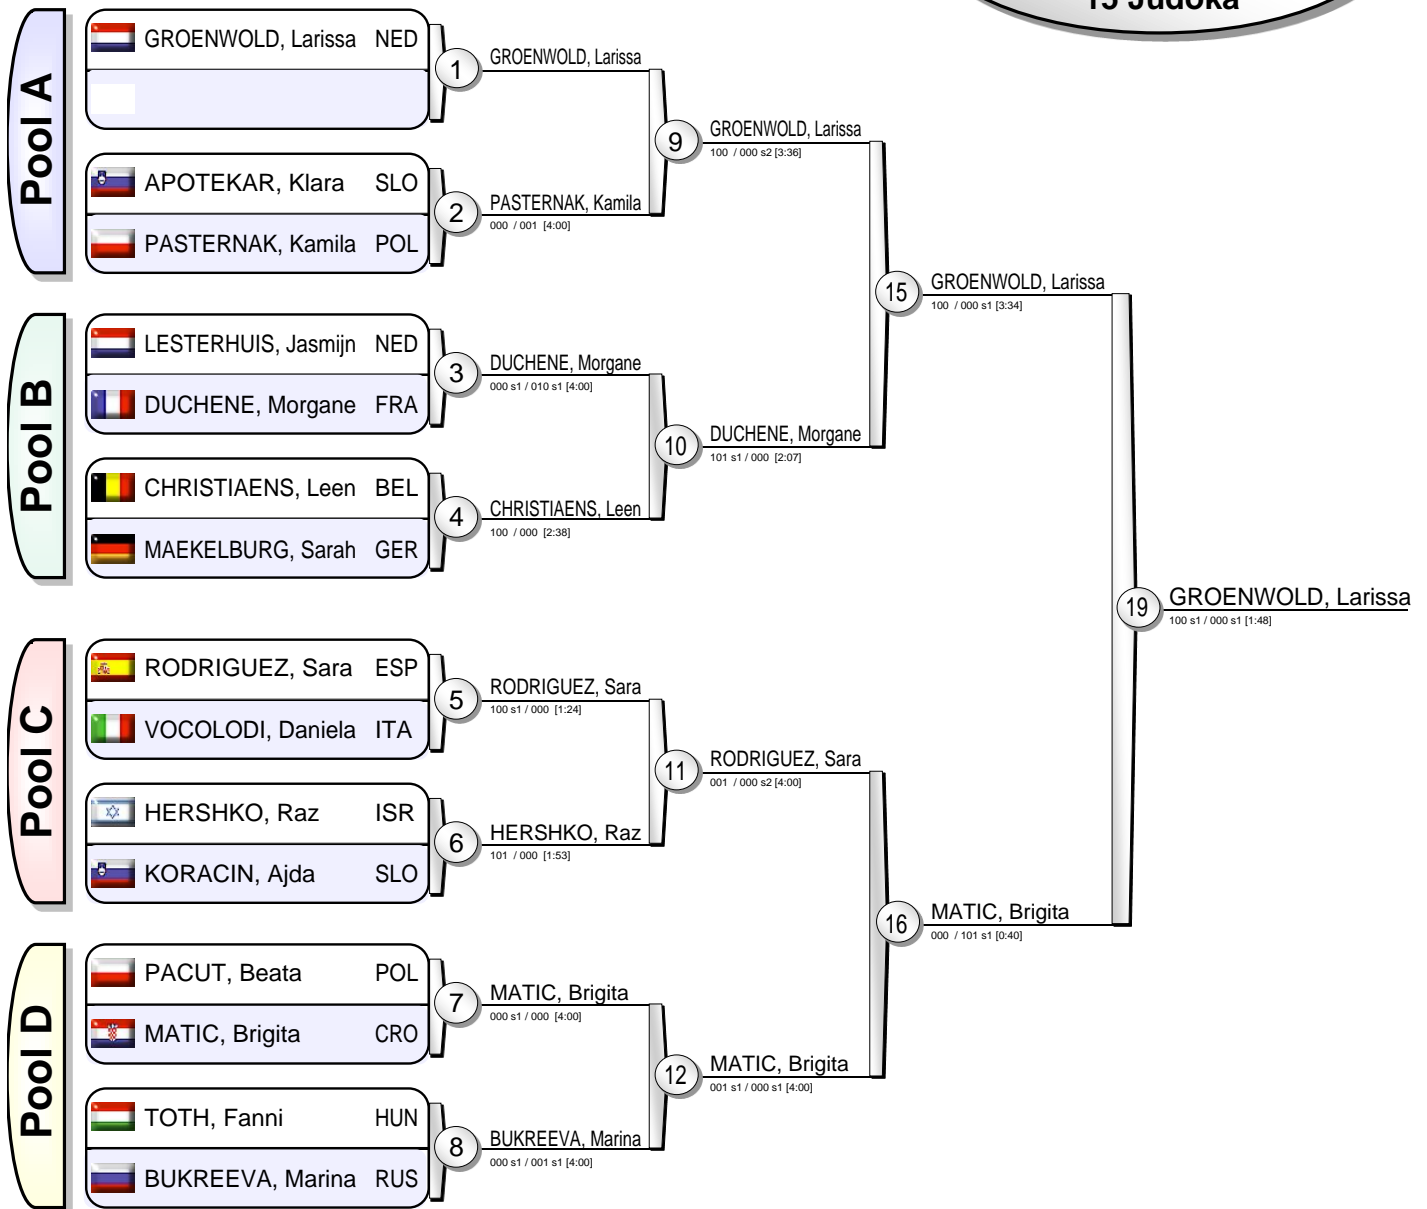 15 Judoka
Pool A
GROENWOLD, Larissa NED
1
GROENWOLD, Larissa
APOTEKAR, Klara SLO
PASTERNAK, Kamila POL
2
PASTERNAK, Kamila
000 / 001 [4:00]
9
GROENWOLD, Larissa
100 / 000 s2 [3:36]
Pool B
LESTERHUIS, Jasmijn NED
DUCHENE, Morgane FRA
3
DUCHENE, Morgane
000 s1 / 010 s1 [4:00]
CHRISTIAENS, Leen BEL
MAEKELBURG, Sarah GER
4
CHRISTIAENS, Leen
100 / 000 [2:38]
10
DUCHENE, Morgane
101 s1 / 000 [2:07]
15
GROENWOLD, Larissa
100 / 000 s1 [3:34]
Pool C
RODRIGUEZ, Sara ESP
VOCOLODI, Daniela ITA
5
RODRIGUEZ, Sara
100 s1 / 000 [1:24]
HERSHKO, Raz ISR
KORACIN, Ajda SLO
6
HERSHKO, Raz
101 / 000 [1:53]
11
RODRIGUEZ, Sara
001 / 000 s2 [4:00]
Pool D
PACUT, Beata POL
MATIC, Brigita CRO
7
MATIC, Brigita
000 s1 / 000 [4:00]
TOTH, Fanni HUN
BUKREEVA, Marina RUS
8
BUKREEVA, Marina
000 s1 / 001 s1 [4:00]
12
MATIC, Brigita
001 s1 / 000 s1 [4:00]
16
MATIC, Brigita
000 / 101 s1 [0:40]
19
GROENWOLD, Larissa
100 s1 / 000 s1 [1:48]